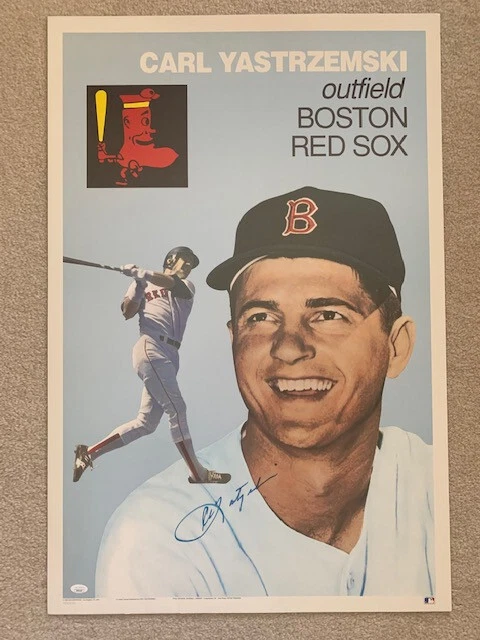 CARL YASTRZEMSKI
outfield
BOSTON
RED SOX
B